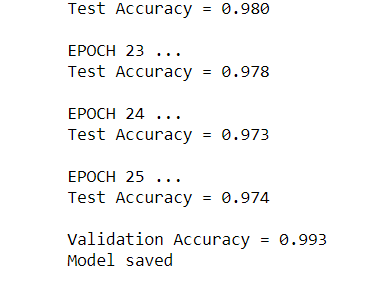 Test Accuracy = 0.980
EPOCH 23 ...
Test Accuracy = 0.978
EPOCH 24 ...
Test Accuracy = 0.973
EPOCH 25 ...
Test Accuracy = 0.974
Validation Accuracy = 0.993
Model saved